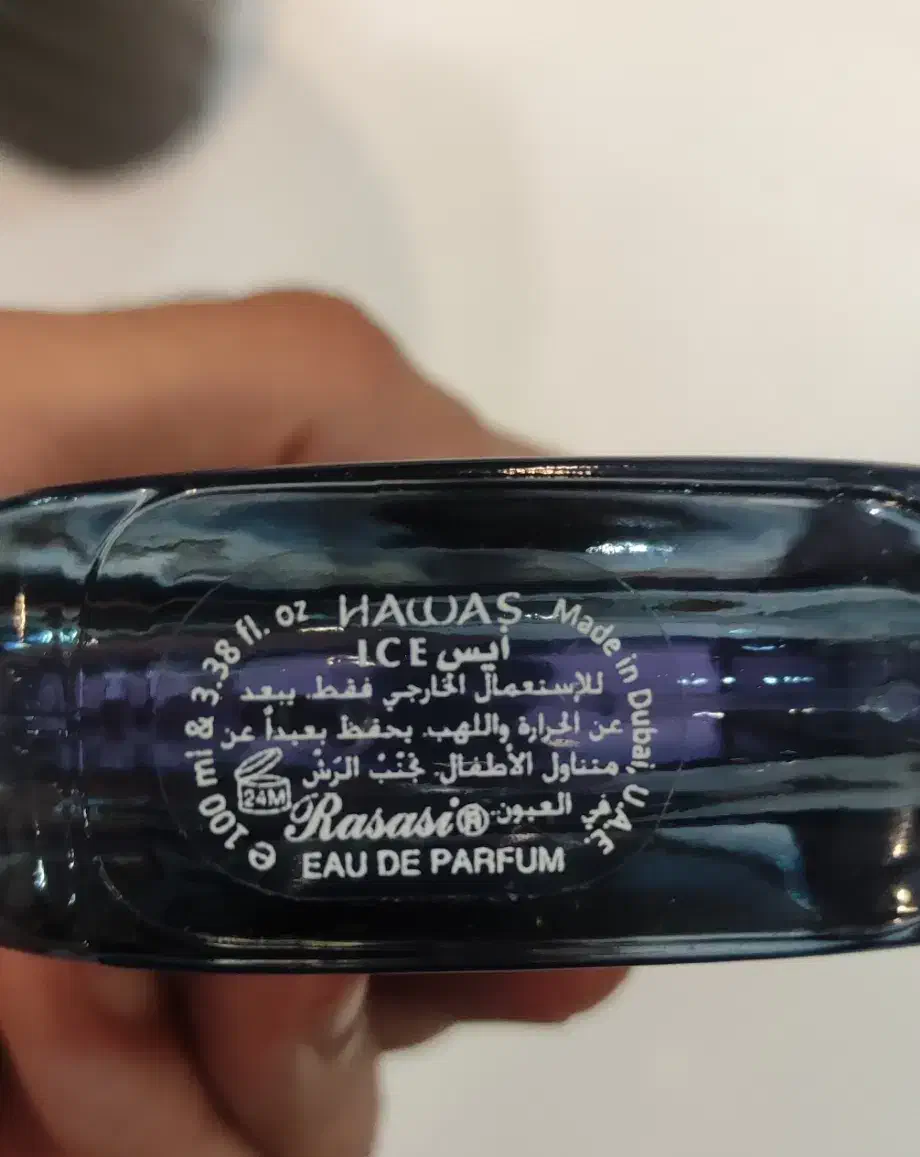 HAWAS
ICE أيس
للإستعمال الخارجي فقط. يبعد
عن الحرارة واللهب. يحفظ بعيداً عن
متناول الأطفال. تجنب الرش
في العيون.
24M
Rasasi®
EAU DE PARFUM
e 100 ml & 3.38 fl. oz
Made in Dubai, U.A.E.